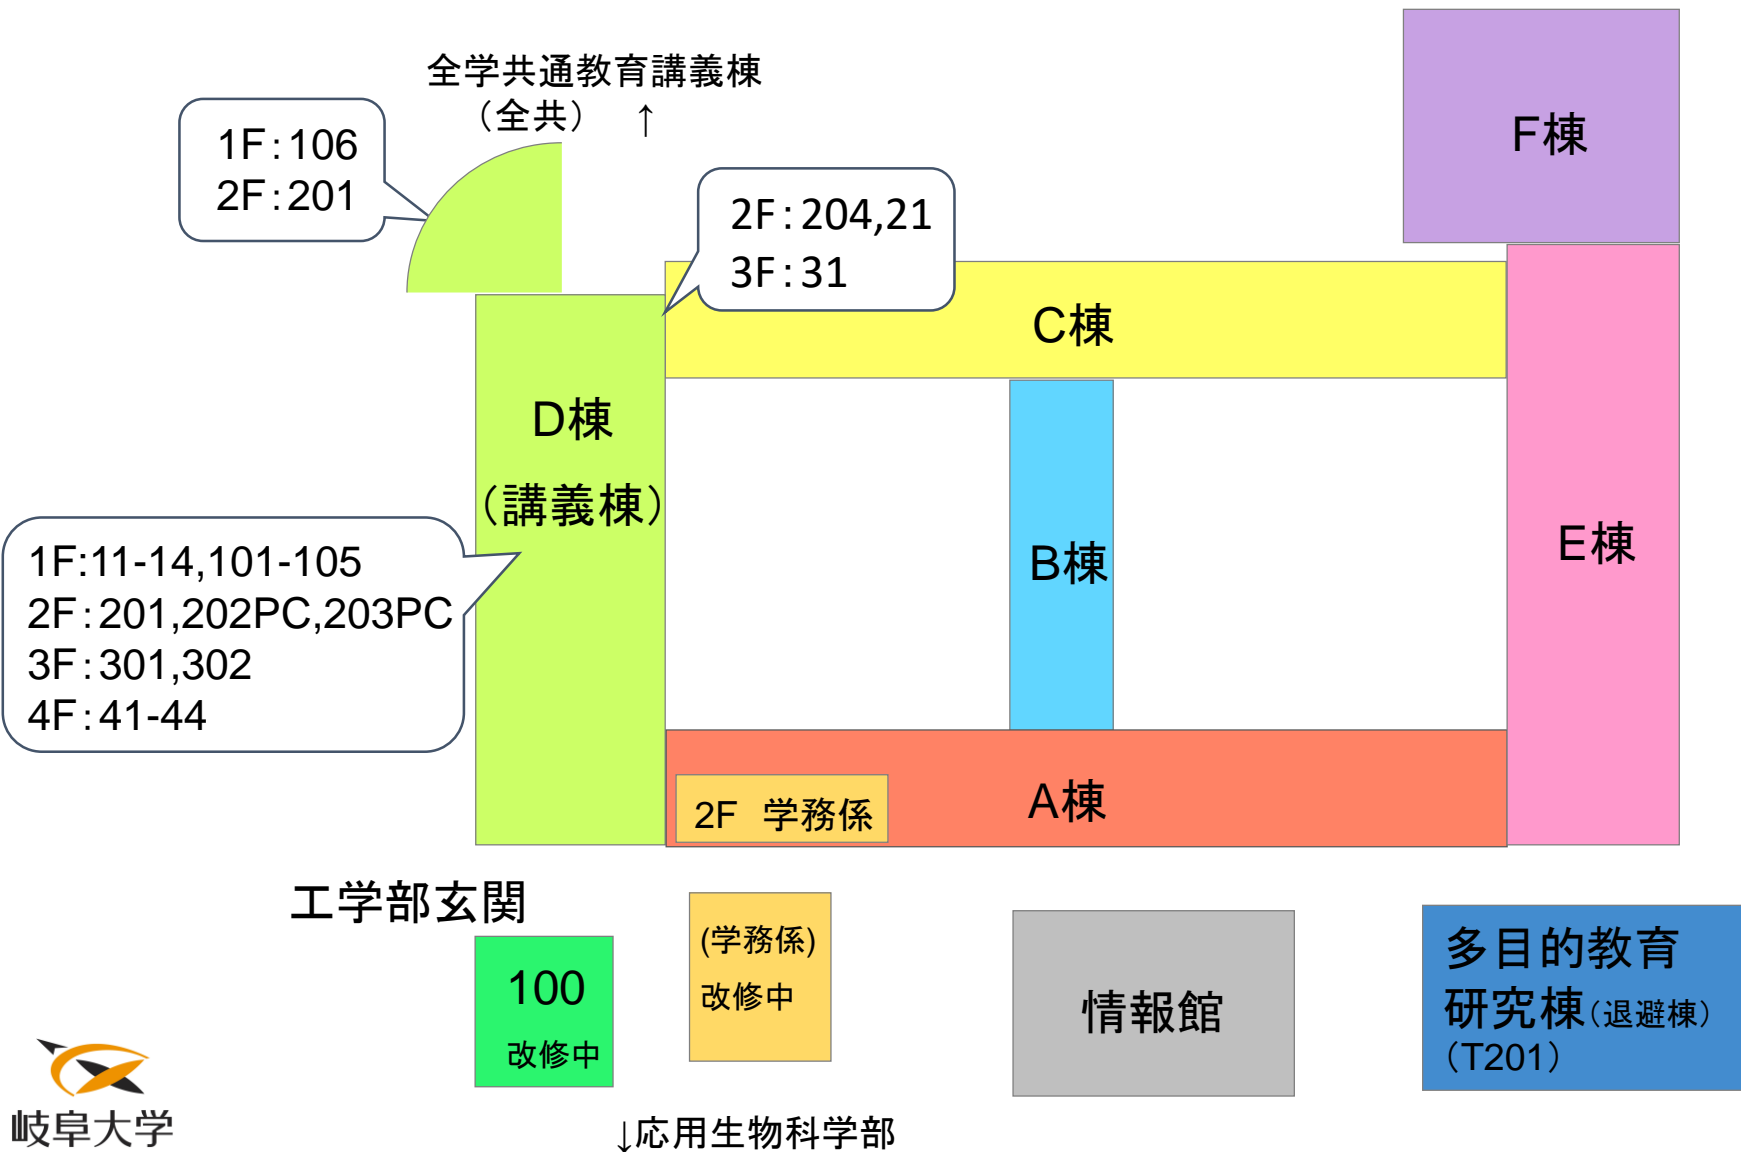 全学共通教育講義棟
（全共）　↑
1F：106
2F：201
2F：204,21
3F：31
F棟
C棟
D棟
（講義棟）
B棟
E棟
1F:11-14,101-105
2F：201,202PC,203PC
3F：301,302
4F：41-44
A棟
2F　学務係
工学部玄関
100
改修中
(学務係)
改修中
情報館
多目的教育
研究棟（退避棟）
（T201）
岐阜大学
↓応用生物科学部